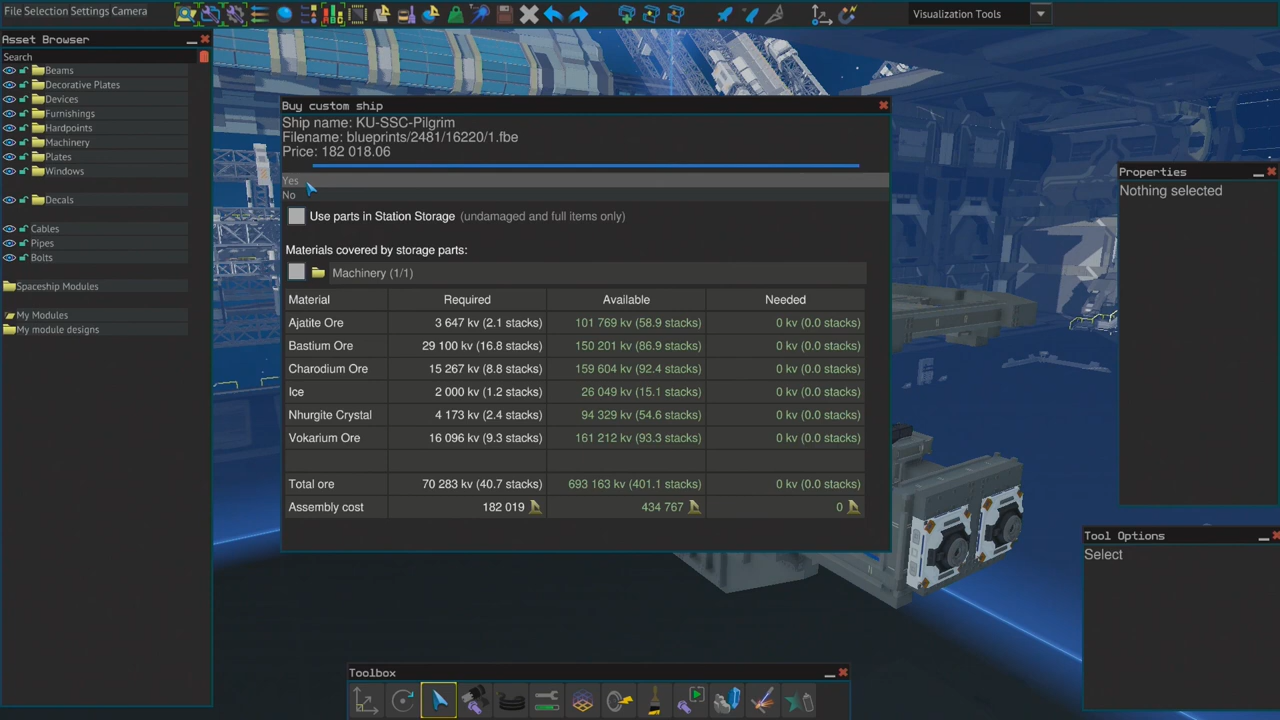 File Selection Settings Camera
Visualization Tools
Asset Browser
Search
Beams
Decorative Plates
Devices
Furnishings
Hardpoints
Machinery
Plates
Windows
Decals
Cables
Pipes
Bolts
Spaceship Modules
My Modules
My module designs
Buy custom ship
Ship name: KU-SSC-Pilgrim
Filename: blueprints/2481/16220/1.fbe
Price: 182 018.06
Yes
No
Use parts in Station Storage (undamaged and full items only)
Materials covered by storage parts:
Machinery (1/1)
Material Required Available Needed
Ajatite Ore 3 647 kv (2.1 stacks) 101 769 kv (58.9 stacks) 0 kv (0.0 stacks)
Bastium Ore 29 100 kv (16.8 stacks) 150 201 kv (86.9 stacks) 0 kv (0.0 stacks)
Charodium Ore 15 267 kv (8.8 stacks) 159 604 kv (92.4 stacks) 0 kv (0.0 stacks)
Ice 2 000 kv (1.2 stacks) 26 049 kv (15.1 stacks) 0 kv (0.0 stacks)
Nhurgite Crystal 4 173 kv (2.4 stacks) 94 329 kv (54.6 stacks) 0 kv (0.0 stacks)
Vokarium Ore 16 096 kv (9.3 stacks) 161 212 kv (93.3 stacks) 0 kv (0.0 stacks)
Total ore 70 283 kv (40.7 stacks) 693 163 kv (401.1 stacks) 0 kv (0.0 stacks)
Assembly cost 182 019 434 767 0
Properties
Nothing selected
Tool Options
Select
Toolbox